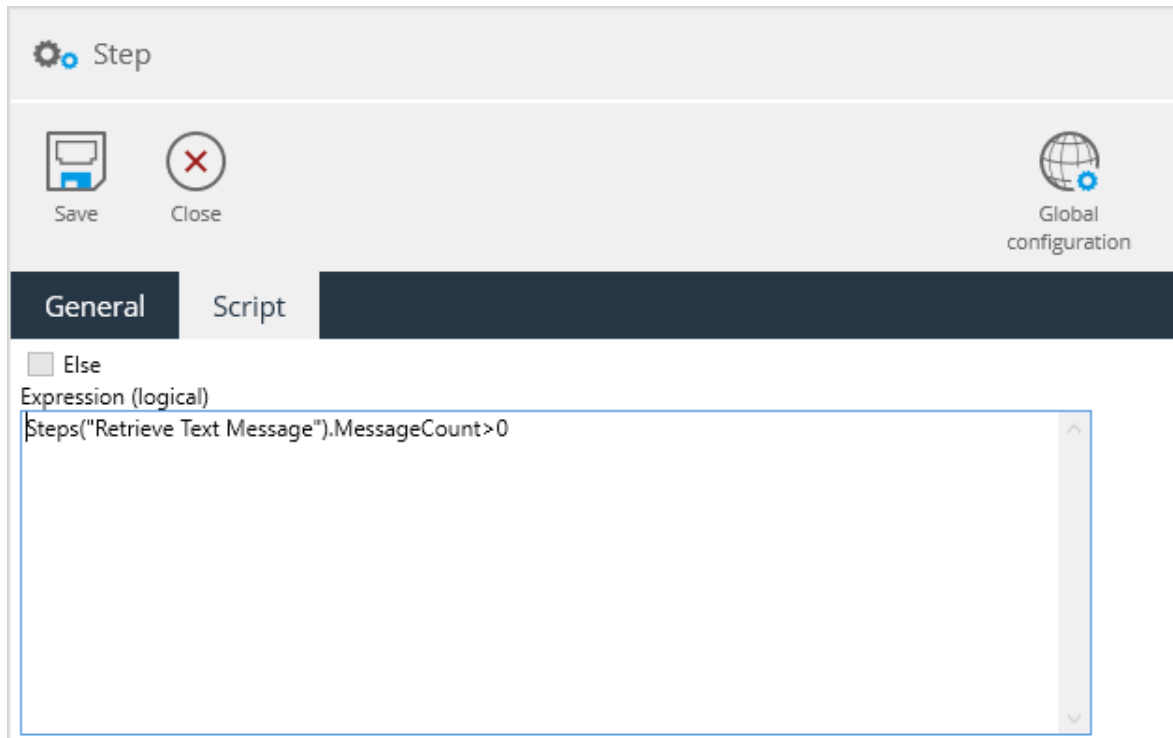 Step
Save
Close
Global
configuration
General
Script
Else
Expression (logical)
Steps("Retrieve Text Message").MessageCount>0